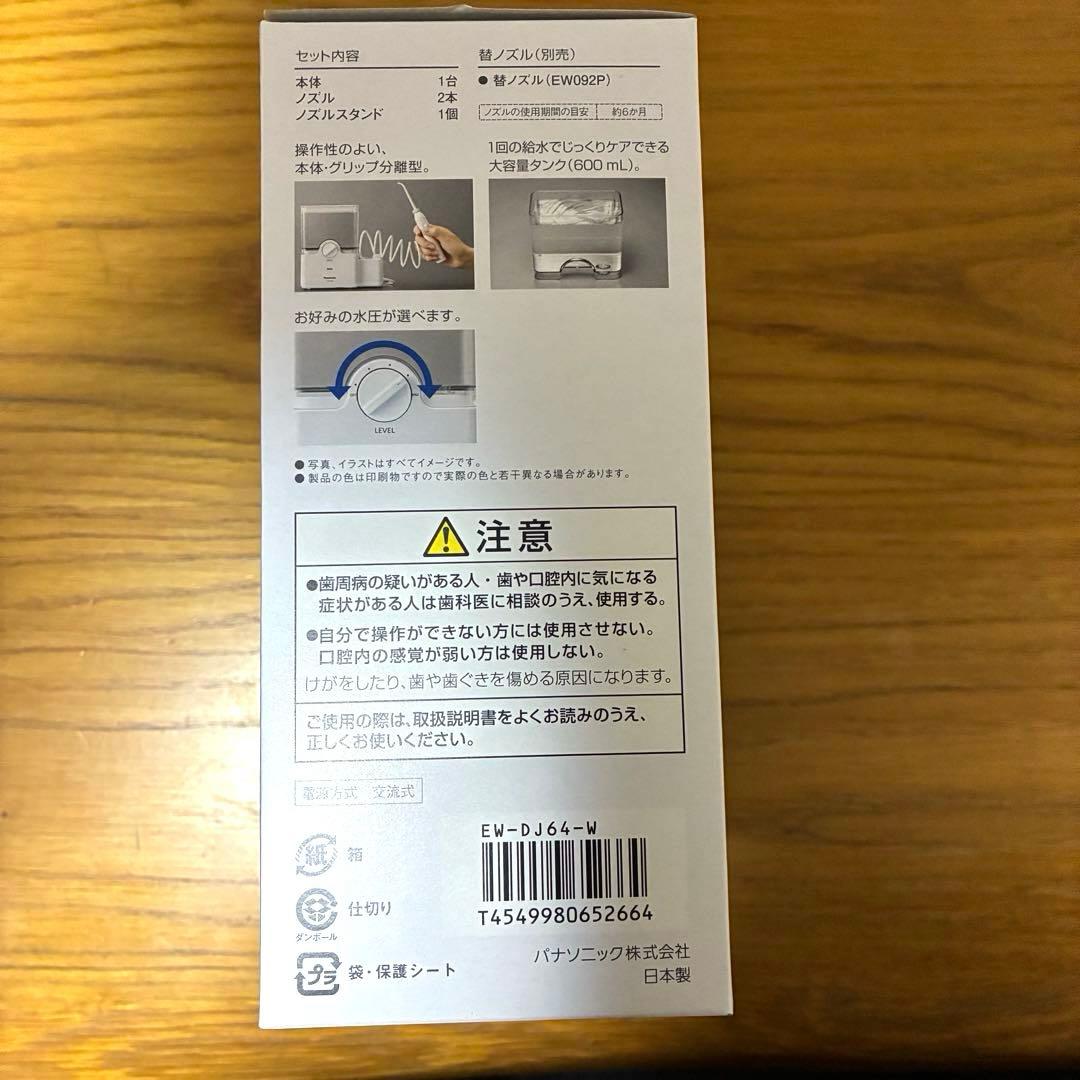 セット内容
本体 1台
ノズル 2本
ノズルスタンド 1個
替ノズル(別売)
● 替ノズル(EW092P)
ノズルの使用期間の目安 約6か月
操作性のよい、
本体・グリップ分離型。
1回の給水でじっくりケアできる
大容量タンク(600 mL)。
お好みの水圧が選べます。
LEVEL
● 写真、イラストはすべてイメージです。
● 製品の色は印刷物ですので実際の色と若干異なる場合があります。
注意
●歯周病の疑いがある人・歯や口腔内に気になる
症状がある人は歯科医に相談のうえ、使用する。
●自分で操作ができない方には使用させない。
口腔内の感覚が弱い方は使用しない。
けがをしたり、歯や歯ぐきを傷める原因になります。
ご使用の際は、取扱説明書をよくお読みのうえ、
正しくお使いください。
電源方式 交流式
紙 箱
ダンボール 仕切り
プラ 袋・保護シート
EW-DJ64-W
T4549980652664
パナソニック株式会社
日本製